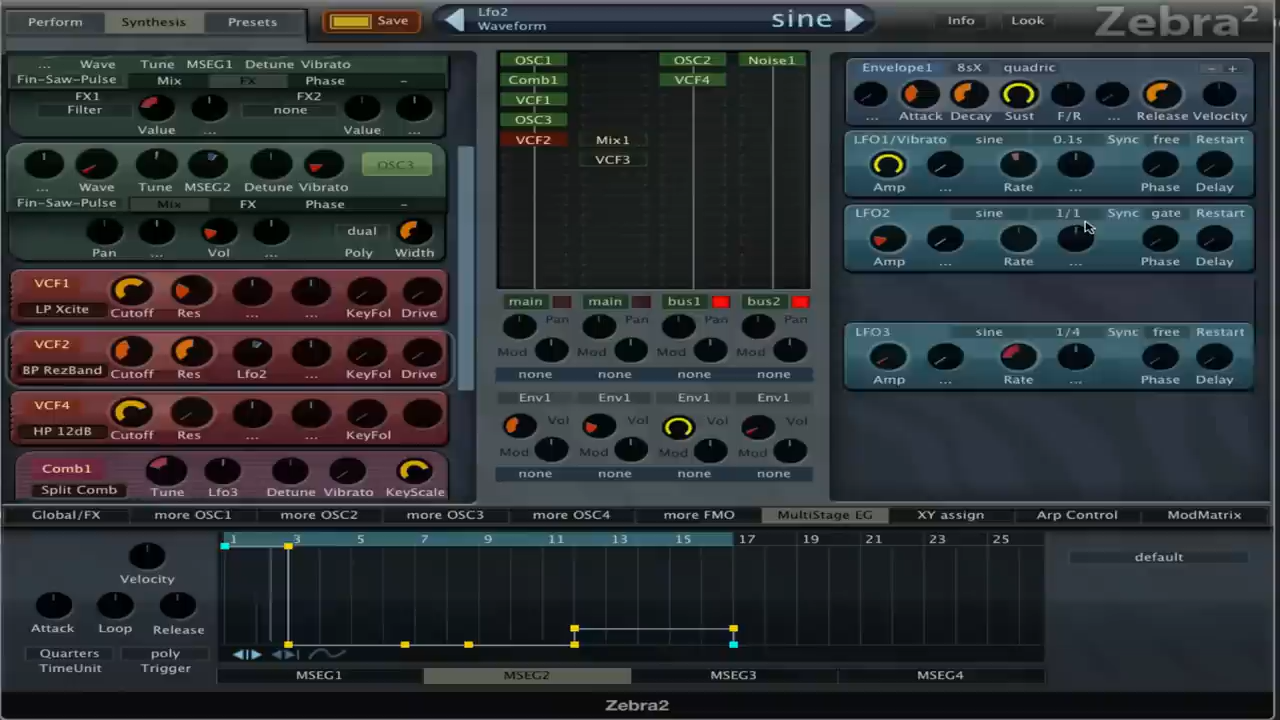 Perform Synthesis Presets Save
Lfo2
Waveform sine
Info Look Zebra²
... Wave Tune MSEG1 Detune Vibrato
Fin-Saw-Pulse Mix FX Phase -
FX1 FX2
Filter none
Value ... Value ...
OSC3
... Wave Tune MSEG2 Detune Vibrato
Fin-Saw-Pulse Mix FX Phase -
dual
Pan ... Vol ... Poly Width
VCF1
LP Xcite Cutoff Res ... ... KeyFol Drive
VCF2
BP RezBand Cutoff Res Lfo2 ... KeyFol Drive
VCF4
HP 12dB Cutoff Res ... ... KeyFol
Comb1
Split Comb Tune Lfo3 Detune Vibrato KeyScale
OSC1 OSC2 Noise1
Comb1 VCF4
VCF1
OSC3
VCF2 Mix1
VCF3
main main bus1 bus2
Pan Pan Pan Pan
Mod Mod Mod Mod
none none none none
Env1 Env1 Env1 Env1
Vol Vol Vol Vol
Mod Mod Mod Mod
none none none none
Envelope1 8sX quadric - +
... Attack Decay Sust F/R ... Release Velocity
LFO1/Vibrato sine 0.1s Sync free Restart
Amp ... Rate ... Phase Delay
LFO2 sine 1/1 Sync gate Restart
Amp ... Rate ... Phase Delay
LFO3 sine 1/4 Sync free Restart
Amp ... Rate ... Phase Delay
Global/FX more OSC1 more OSC2 more OSC3 more OSC4 more FMO MultiStage EG XY assign Arp Control ModMatrix
1 3 5 7 9 11 13 15 17 19 21 23 25
Velocity
Attack Loop Release
Quarters poly
TimeUnit Trigger
default
MSEG1 MSEG2 MSEG3 MSEG4
Zebra2